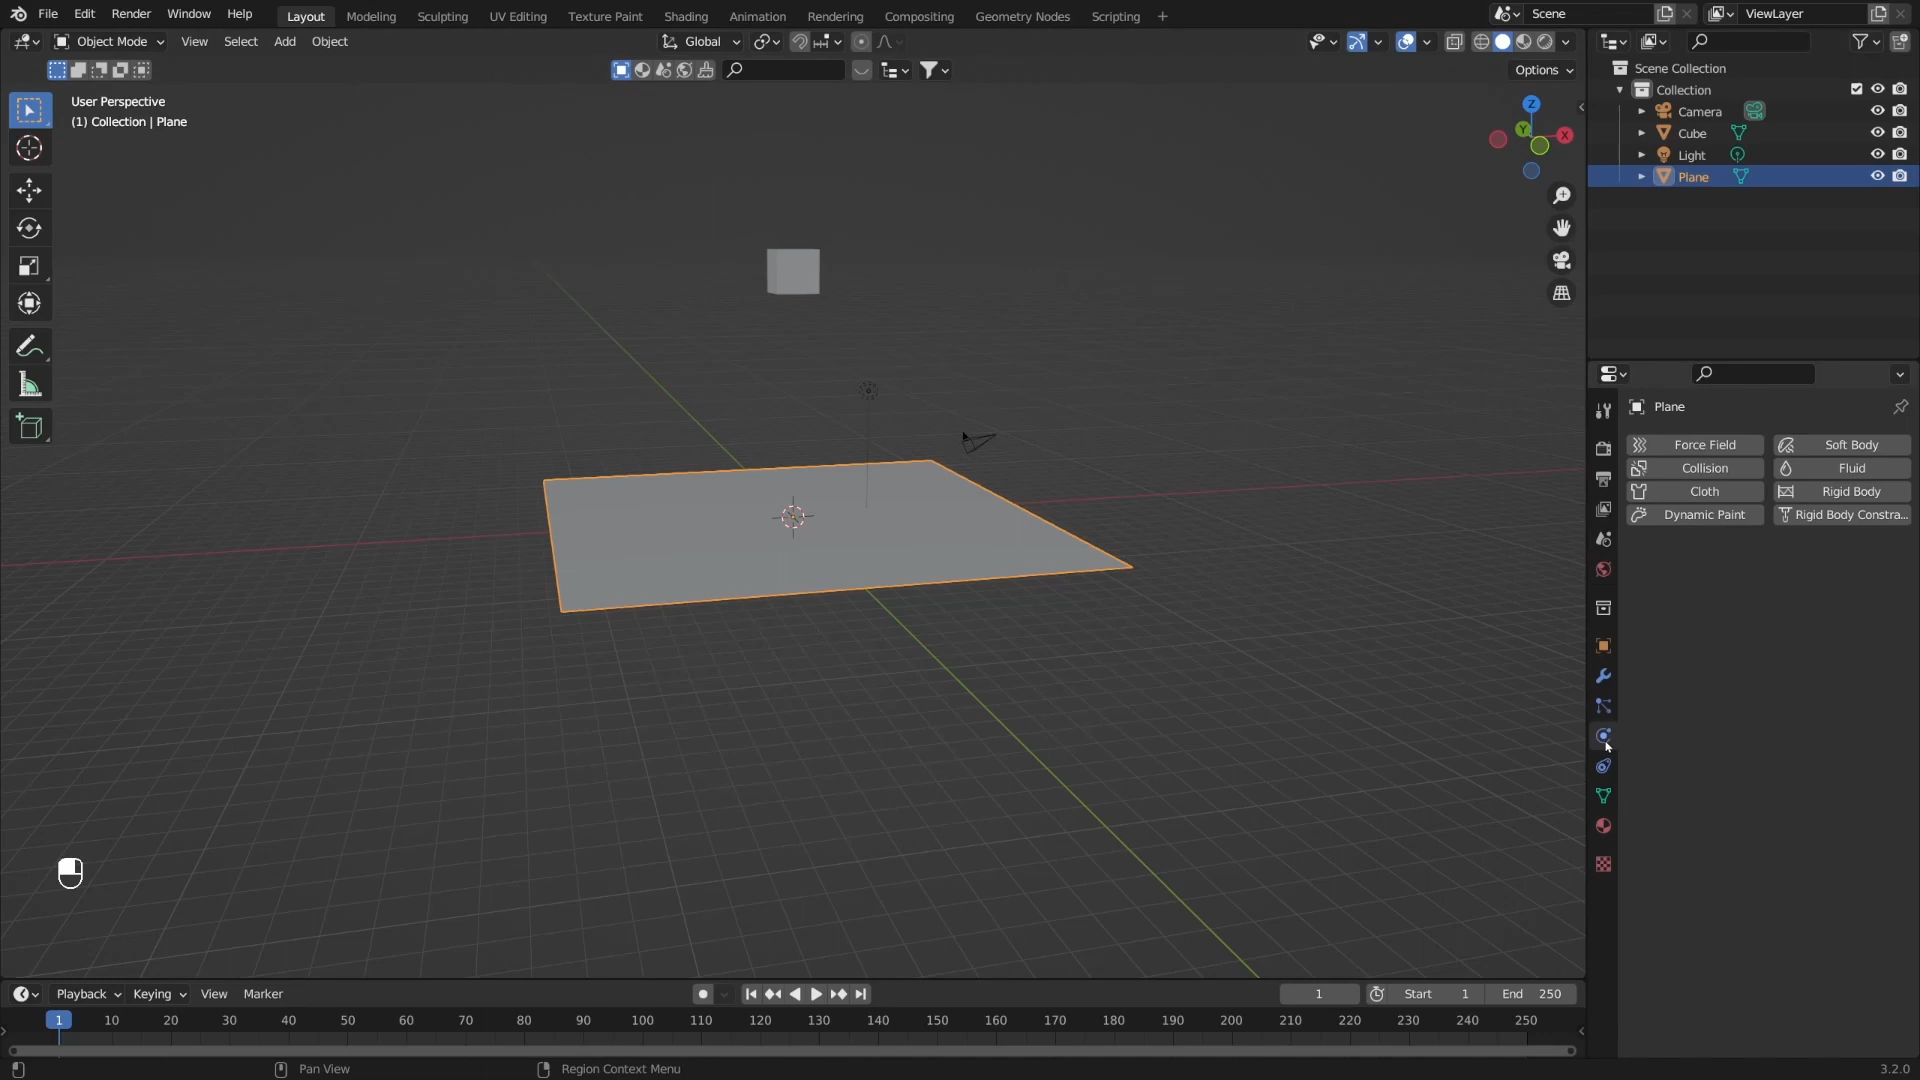 File Edit Render Window Help Layout Modeling Sculpting UV Editing Texture Paint Shading Animation Rendering Compositing Geometry Nodes Scripting + Scene ViewLayer
Object Mode View Select Add Object Global
Options
User Perspective
(1) Collection | Plane
Z
Y
X
Scene Collection
Collection
Camera
Cube
Light
Plane
Plane
Force Field Soft Body
Collision Fluid
Cloth Rigid Body
Dynamic Paint Rigid Body Constra...
Playback Keying View Marker 1 Start 1 End 250
1 10 20 30 40 50 60 70 80 90 100 110 120 130 140 150 160 170 180 190 200 210 220 230 240 250
Pan View Region Context Menu 3.2.0